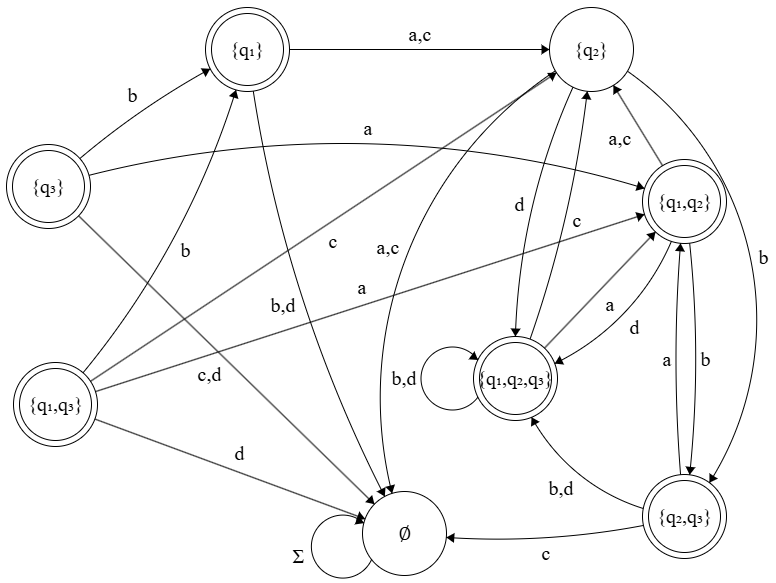 a,c
{q₁}
{q₂}
b
a
a,c
{q₃}
{q₁,q₂}
d
c
b
c
a,c
b
a
b,d
a
d
a
b
c,d
b,d
{q₁,q₂,q₃}
{q₁,q₃}
d
b,d
{q₂,q₃}
∅
Σ
c